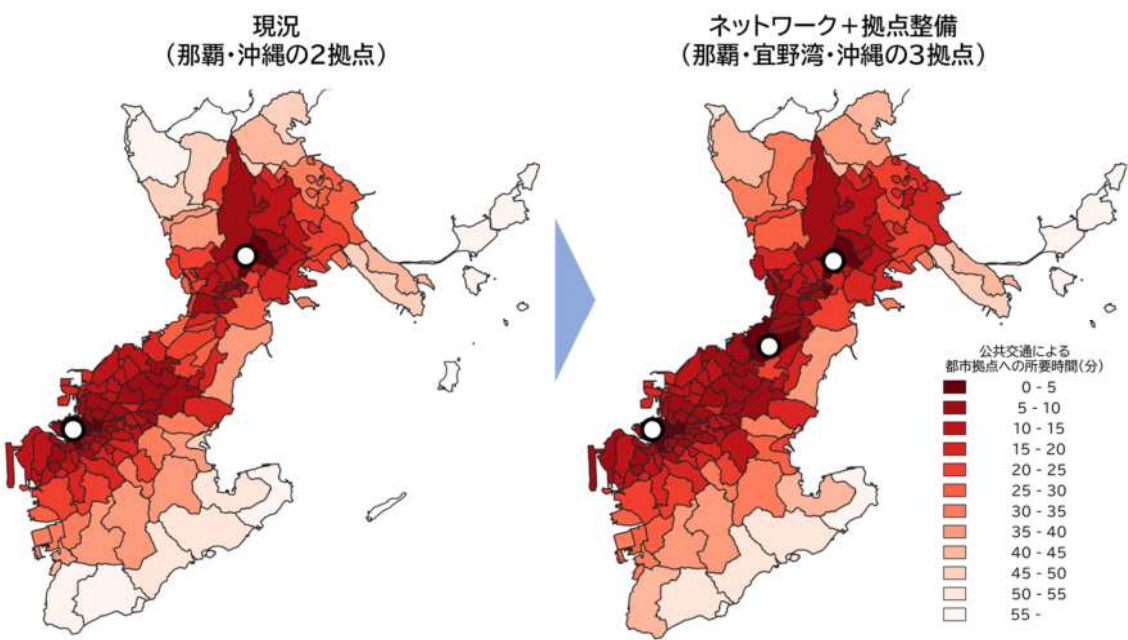 現況
(那覇・沖縄の2拠点)
ネットワーク＋拠点整備
(那覇・宜野湾・沖縄の3拠点)
公共交通による
都市拠点への所要時間(分)
0 - 5
5 - 10
10 - 15
15 - 20
20 - 25
25 - 30
30 - 35
35 - 40
40 - 45
45 - 50
50 - 55
55 -